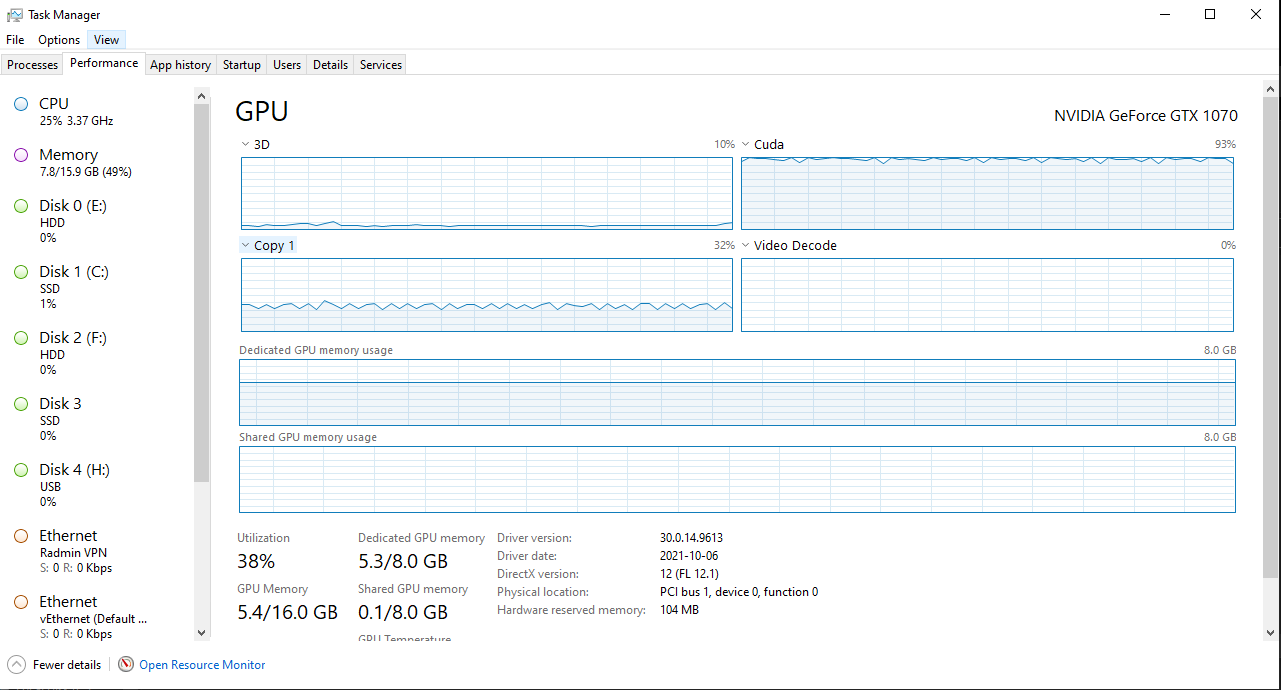 Task Manager
File Options View
Processes Performance App history Startup Users Details Services
CPU
25% 3.37 GHz
Memory
7.8/15.9 GB (49%)
Disk 0 (E:)
HDD
0%
Disk 1 (C:)
SSD
1%
Disk 2 (F:)
HDD
0%
Disk 3
SSD
0%
Disk 4 (H:)
USB
0%
Ethernet
Radmin VPN
S: 0 R: 0 Kbps
Ethernet
vEthernet (Default ...
S: 0 R: 0 Kbps
GPU
NVIDIA GeForce GTX 1070
3D 10%
Cuda 93%
Copy 1 32%
Video Decode 0%
Dedicated GPU memory usage 8.0 GB
Shared GPU memory usage 8.0 GB
Utilization
38%
Dedicated GPU memory
5.3/8.0 GB
GPU Memory
5.4/16.0 GB
Shared GPU memory
0.1/8.0 GB
GPU Temperature
Driver version: 30.0.14.9613
Driver date: 2021-10-06
DirectX version: 12 (FL 12.1)
Physical location: PCI bus 1, device 0, function 0
Hardware reserved memory: 104 MB
Fewer details
Open Resource Monitor